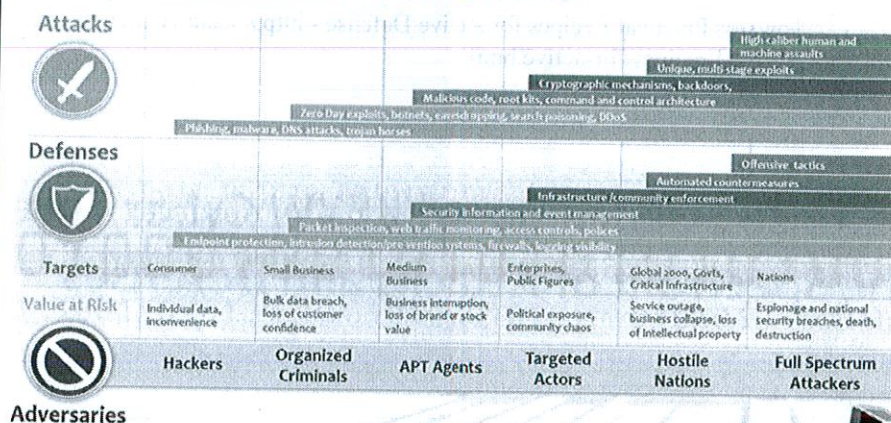 Attacks
High caliber human and
machine assaults
Unique, multi-stage exploits
Cryptographic mechanisms, backdoors,
Malicious code, root kits, command and control architecture
Zero Day exploits, botnets, eavesdropping, search poisoning, DDoS
Phishing, malware, DNS attacks, trojan horses
Defenses
Offensive tactics
Automated countermeasures
Infrastructure /community enforcement
Security information and event management
Packet inspection, web traffic monitoring, access controls, polices
Endpoint protection, intrusion detection/pre vention systems, firewalls, logging visibility
Targets
Consumer
Small Business
Medium
Business
Enterprises,
Public Figures
Global 2000, Govts,
Critical Infrastructure
Nations
Value at Risk
Individual data,
inconvenience
Bulk data breach,
loss of customer
confidence
Business interruption,
loss of brand or stock
value
Political exposure,
community chaos
Service outage,
business collapse, loss
of Intellectual property
Espionage and national
security breaches, death,
destruction
Hackers
Organized
Criminals
APT Agents
Targeted
Actors
Hostile
Nations
Full Spectrum
Attackers
Adversaries